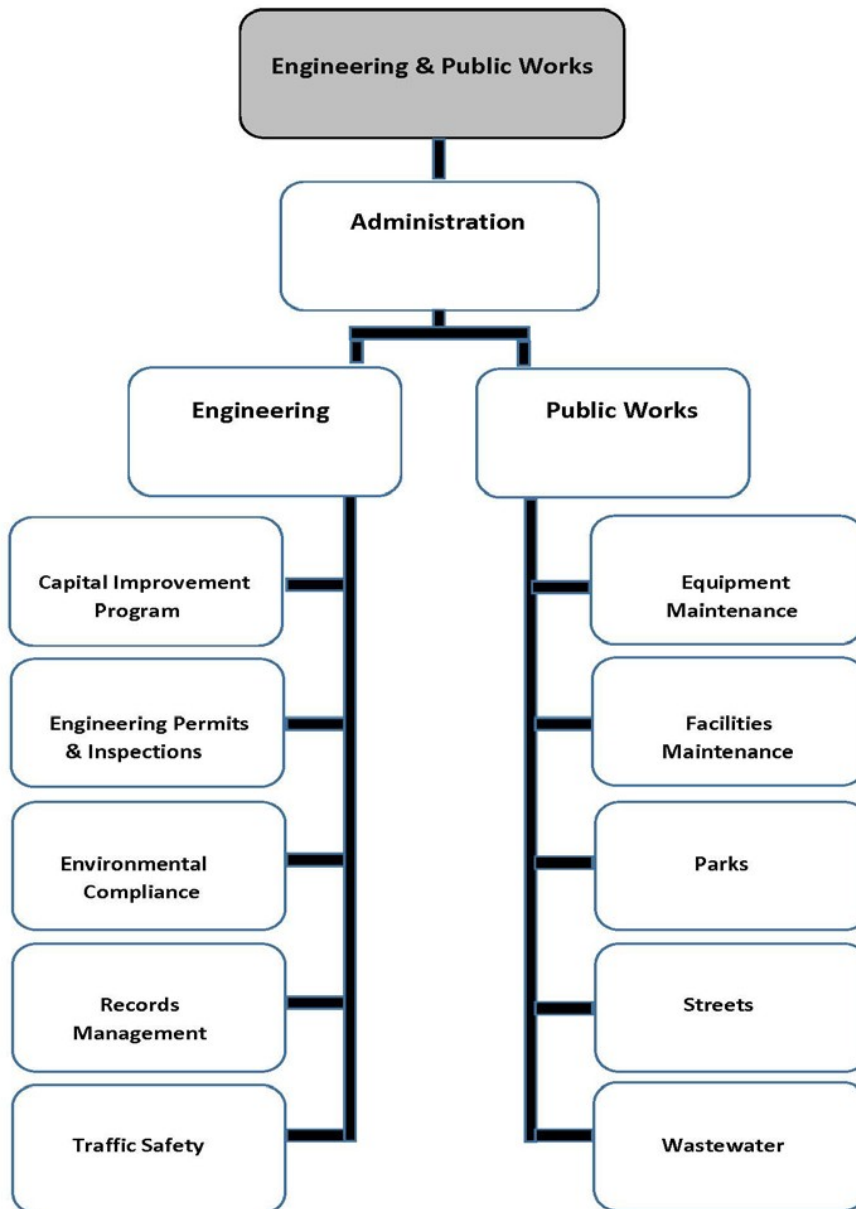 Engineering & Public Works
Administration
Engineering
Public Works
Capital Improvement
Program
Engineering Permits
& Inspections
Environmental
Compliance
Records
Management
Traffic Safety
Equipment
Maintenance
Facilities
Maintenance
Parks
Streets
Wastewater